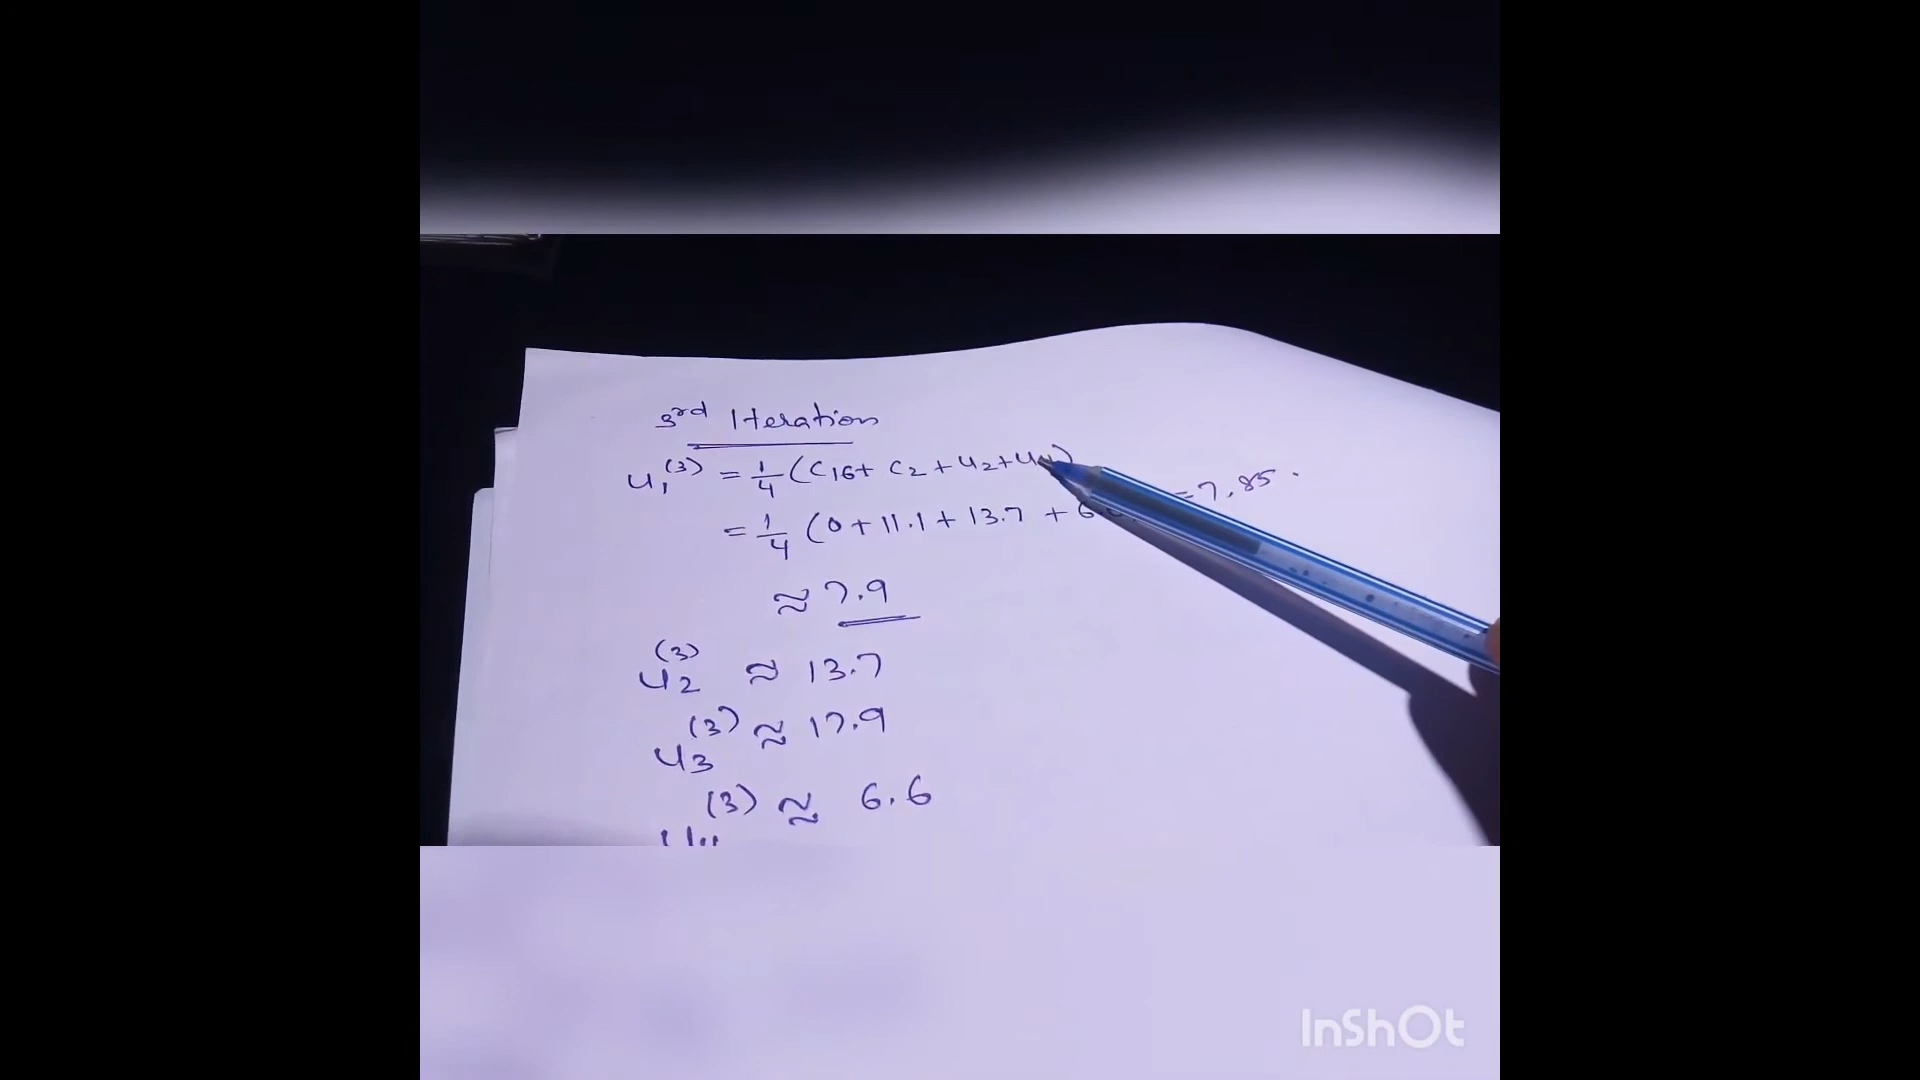 3rd Iteration
u₁⁽³⁾ = 1/4 (C₁₆ + C₂ + u₂ + u₄)
= 1/4 (0 + 11.1 + 13.7 + 6. = 7.85.
≈ 7.9
u₂⁽³⁾ ≈ 13.7
u₃⁽³⁾ ≈ 17.9
u₄⁽³⁾ ≈ 6.6
InShOt